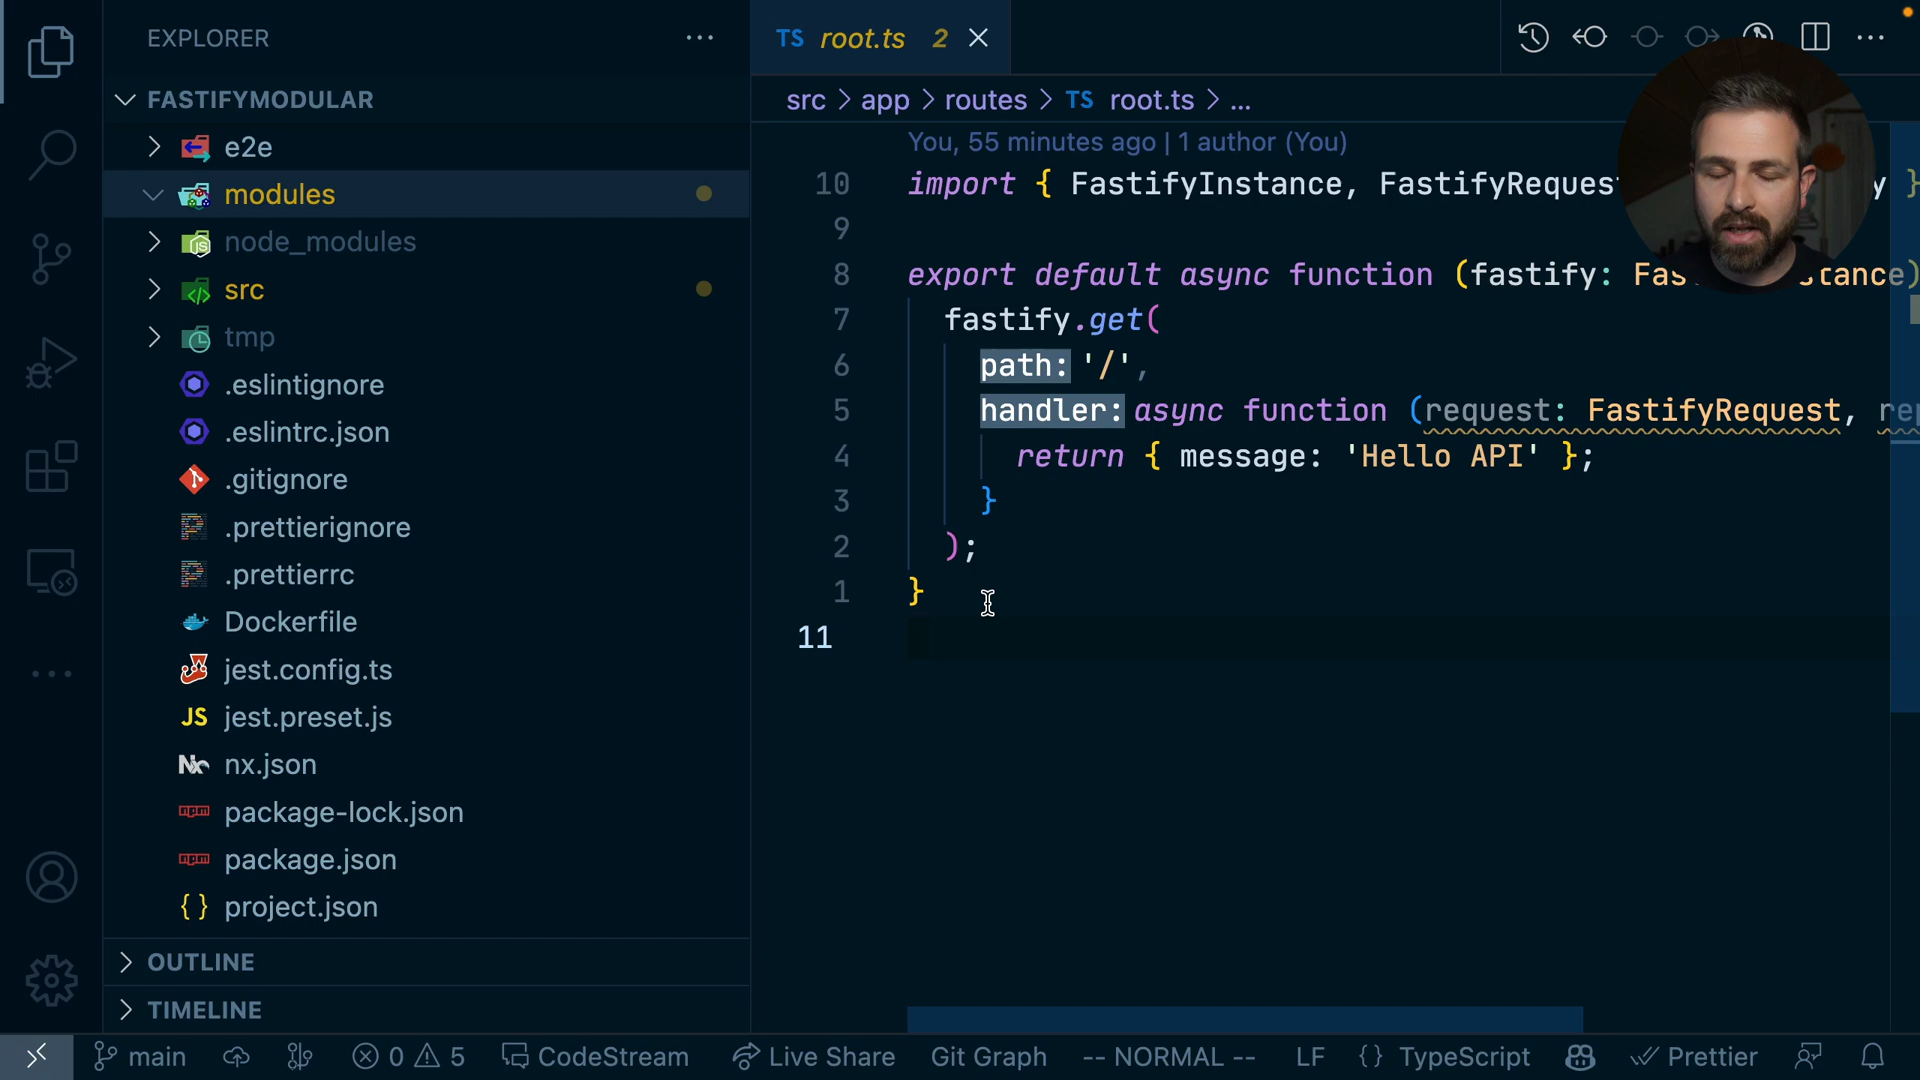 EXPLORER
FASTIFYMODULAR
e2e
modules
node_modules
src
tmp
.eslintignore
.eslintrc.json
.gitignore
.prettierignore
.prettierrc
Dockerfile
jest.config.ts
JS jest.preset.js
nx.json
package-lock.json
package.json
{ } project.json
OUTLINE
TIMELINE
TS root.ts 2
src > app > routes > TS root.ts > ...
You, 55 minutes ago | 1 author (You)
10 import { FastifyInstance, FastifyReques y }
9
8 export default async function (fastify: Fas stance)
7 fastify.get(
6 path: '/',
5 handler: async function (request: FastifyRequest, rep
4 return { message: 'Hello API' };
3 }
2 );
1 }
11
main 0 5 CodeStream Live Share Git Graph -- NORMAL -- LF {} TypeScript Prettier